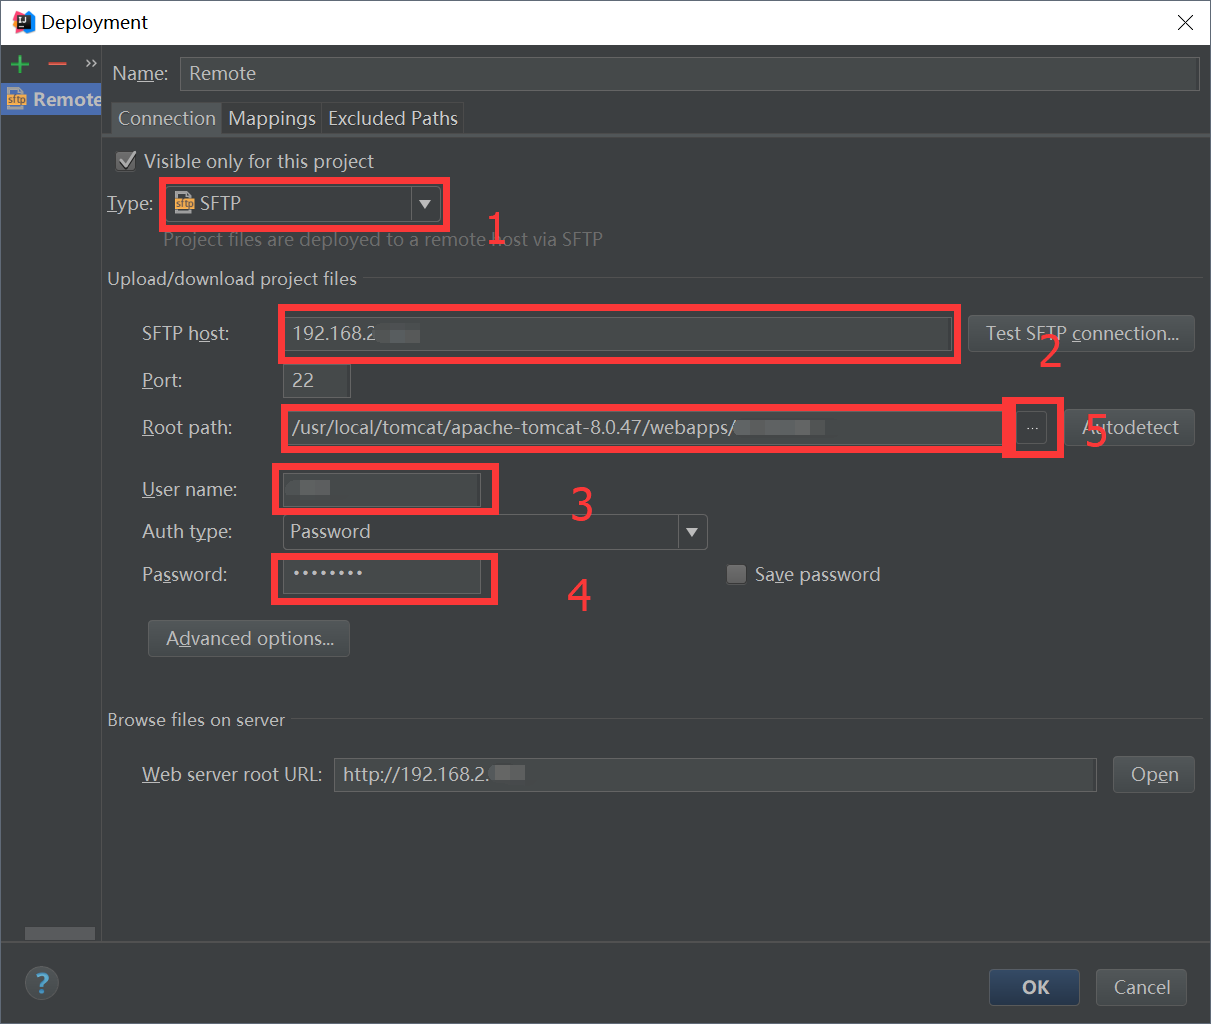 Deployment
Remote
Name: Remote
Connection Mappings Excluded Paths
Visible only for this project
Type: SFTP
1
Project files are deployed to a remote host via SFTP
Upload/download project files
SFTP host: 192.168.2 Test SFTP connection...
2
Port: 22
Root path: /usr/local/tomcat/apache-tomcat-8.0.47/webapps/ ... Autodetect
5
User name:
3
Auth type: Password
Password: •••••••• Save password
4
Advanced options...
Browse files on server
Web server root URL: http://192.168.2. Open
? OK Cancel